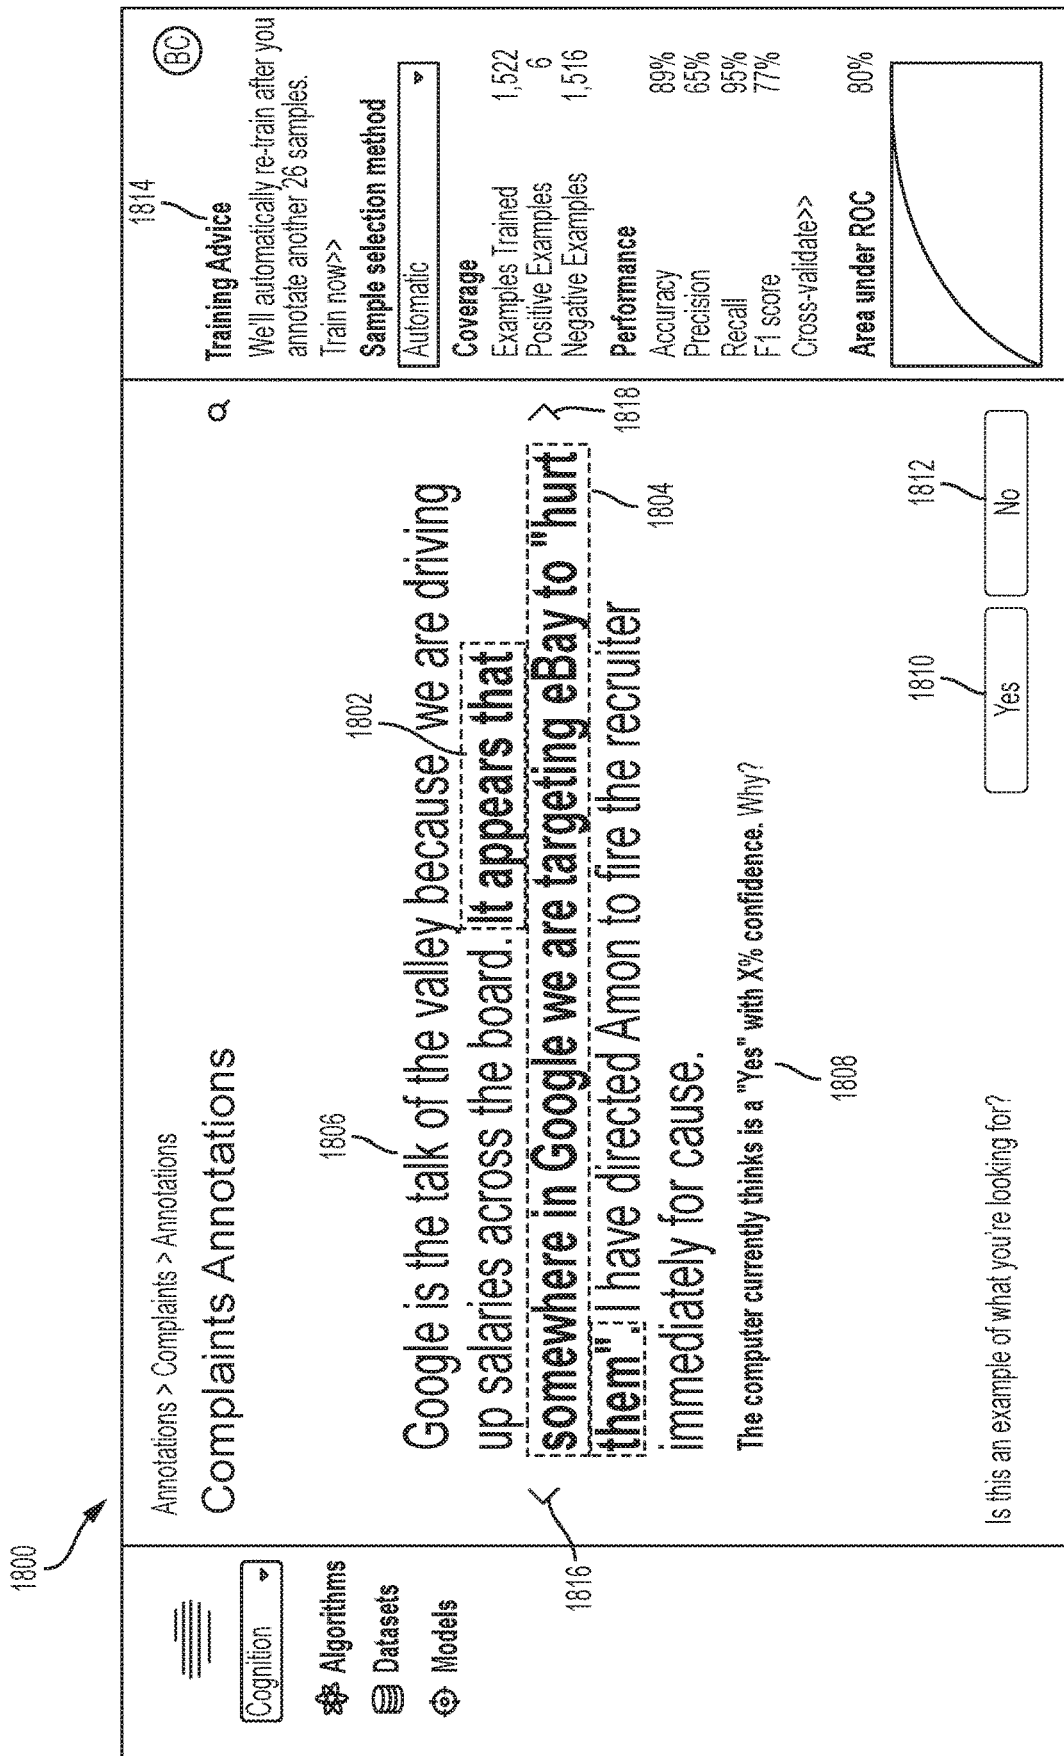 1800
Cognition
Algorithms
Datasets
Models
Annotations > Complaints > Annotations
Complaints Annotations
1806
1802
Google is the talk of the valley because we are driving
up salaries across the board. It appears that
somewhere in Google we are targeting eBay to "hurt
them". I have directed Arnon to fire the recruiter
immediately for cause.
1816
1818
1804
The computer currently thinks is a "Yes" with X% confidence. Why?
1808
Is this an example of what you're looking for?
1810
Yes
1812
No
1814
BC
Training Advice
We'll automatically re-train after you
annotate another 26 samples.
Train now>>
Sample selection method
Automatic
Coverage
Examples Trained 1,522
Positive Examples 6
Negative Examples 1,516
Performance
Accuracy 89%
Precision 65%
Recall 95%
F1 score 77%
Cross-validate>>
Area under ROC 80%